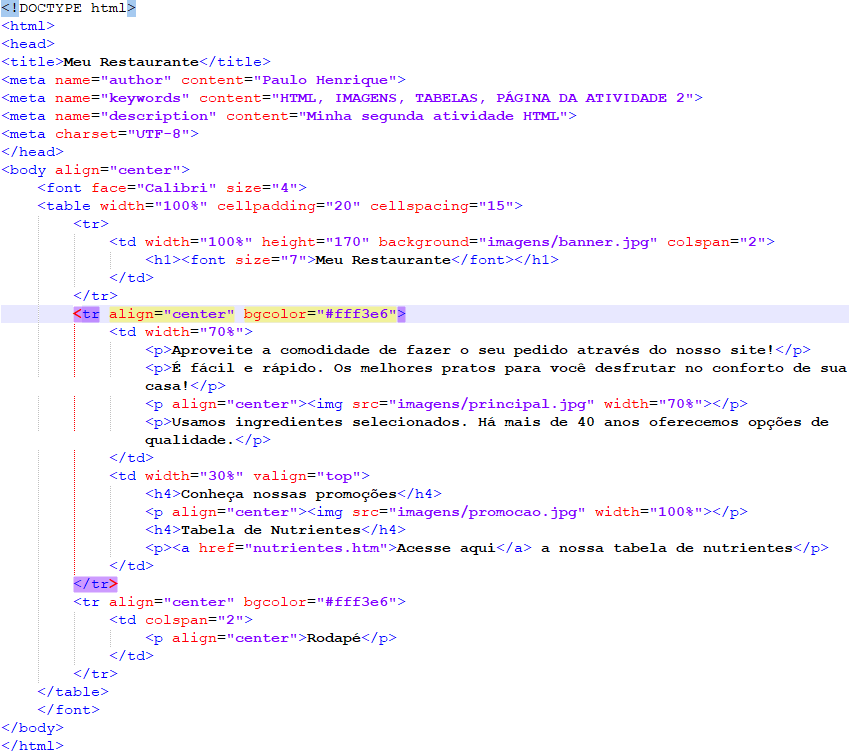 <!DOCTYPE html>
<html>
<head>
<title>Meu Restaurante</title>
<meta name="author" content="Paulo Henrique">
<meta name="keywords" content="HTML, IMAGENS, TABELAS, PÁGINA DA ATIVIDADE 2">
<meta name="description" content="Minha segunda atividade HTML">
<meta charset="UTF-8">
</head>
<body align="center">
    <font face="Calibri" size="4">
    <table width="100%" cellpadding="20" cellspacing="15">
        <tr>
            <td width="100%" height="170" background="imagens/banner.jpg" colspan="2">
                <h1><font size="7">Meu Restaurante</font></h1>
            </td>
        </tr>
        <tr align="center" bgcolor="#fff3e6">
            <td width="70%">
                <p>Aproveite a comodidade de fazer o seu pedido através do nosso site!</p>
                <p>É fácil e rápido. Os melhores pratos para você desfrutar no conforto de sua
                casa!</p>
                <p align="center"><img src="imagens/principal.jpg" width="70%"></p>
                <p>Usamos ingredientes selecionados. Há mais de 40 anos oferecemos opções de
                qualidade.</p>
            </td>
            <td width="30%" valign="top">
                <h4>Conheça nossas promoções</h4>
                <p align="center"><img src="imagens/promocao.jpg" width="100%"></p>
                <h4>Tabela de Nutrientes</h4>
                <p><a href="nutrientes.htm">Acesse aqui</a> a nossa tabela de nutrientes</p>
            </td>
        </tr>
        <tr align="center" bgcolor="#fff3e6">
            <td colspan="2">
                <p align="center">Rodapé</p>
            </td>
        </tr>
    </table>
    </font>
</body>
</html>